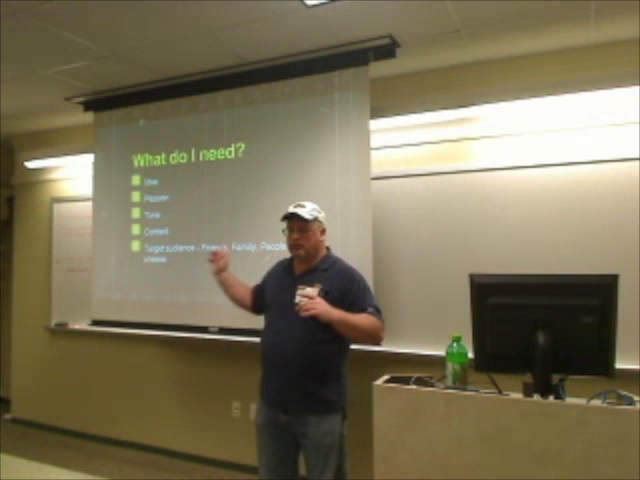 What do I need?
Idea
Passion
Time
Content
Target audience - Friends, Family, People